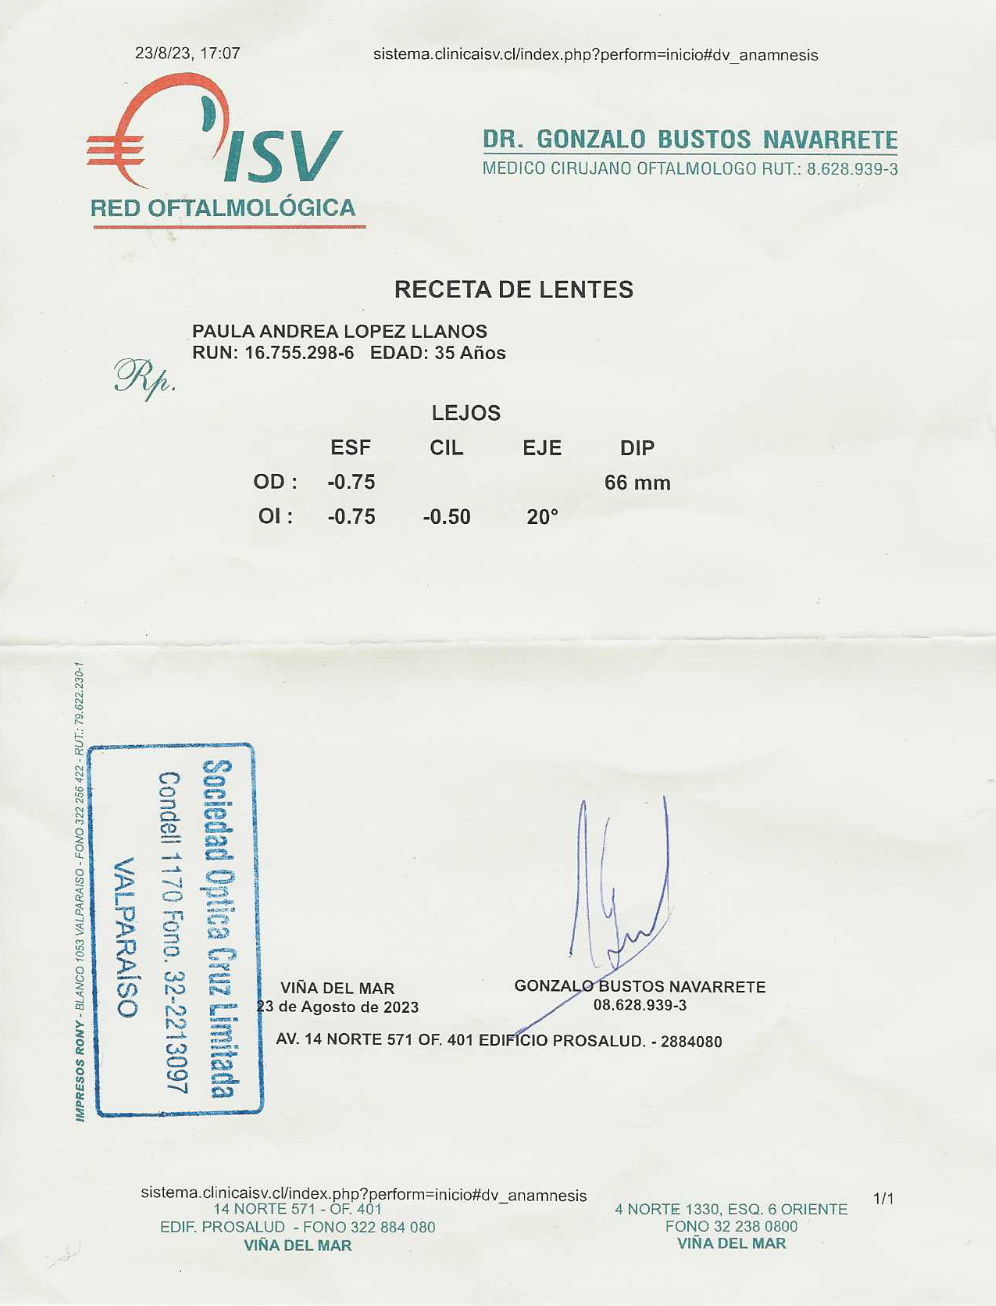 23/8/23, 17:07
sistema.clinicaisv.cl/index.php?perform=inicio#dv_anamnesis
ISV
RED OFTALMOLÓGICA
DR. GONZALO BUSTOS NAVARRETE
MEDICO CIRUJANO OFTALMOLOGO RUT.: 8.628.939-3
RECETA DE LENTES
PAULA ANDREA LOPEZ LLANOS
RUN: 16.755.298-6 EDAD: 35 Años
Rp.
LEJOS
ESF CIL EJE DIP
OD : -0.75 66 mm
OI : -0.75 -0.50 20°
IMPRESOS RONY - BLANCO 1053 VALPARAISO - FONO 322 256 422 - RUT.: 79.622.230-1
Sociedad Optica Cruz Limitada
Condell 1170 Fono. 32-2213097
VALPARAÍSO
VIÑA DEL MAR
23 de Agosto de 2023
GONZALO BUSTOS NAVARRETE
08.628.939-3
AV. 14 NORTE 571 OF. 401 EDIFICIO PROSALUD. - 2884080
sistema.clinicaisv.cl/index.php?perform=inicio#dv_anamnesis
1/1
14 NORTE 571 - OF. 401
EDIF. PROSALUD - FONO 322 884 080
VIÑA DEL MAR
4 NORTE 1330, ESQ. 6 ORIENTE
FONO 32 238 0800
VIÑA DEL MAR